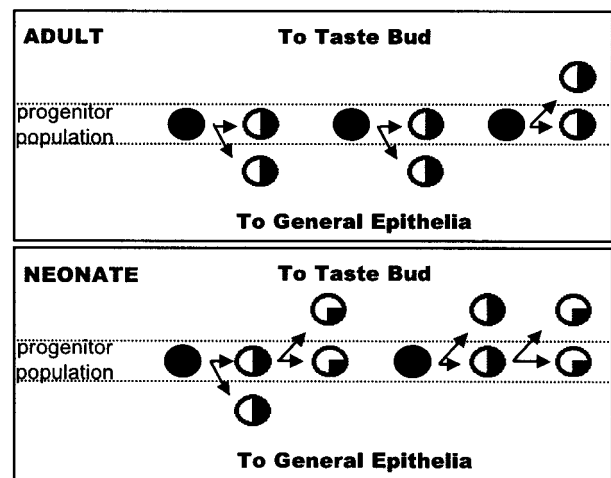 ADULT
To Taste Bud
progenitor
population
To General Epithelia
NEONATE
To Taste Bud
progenitor
population
To General Epithelia